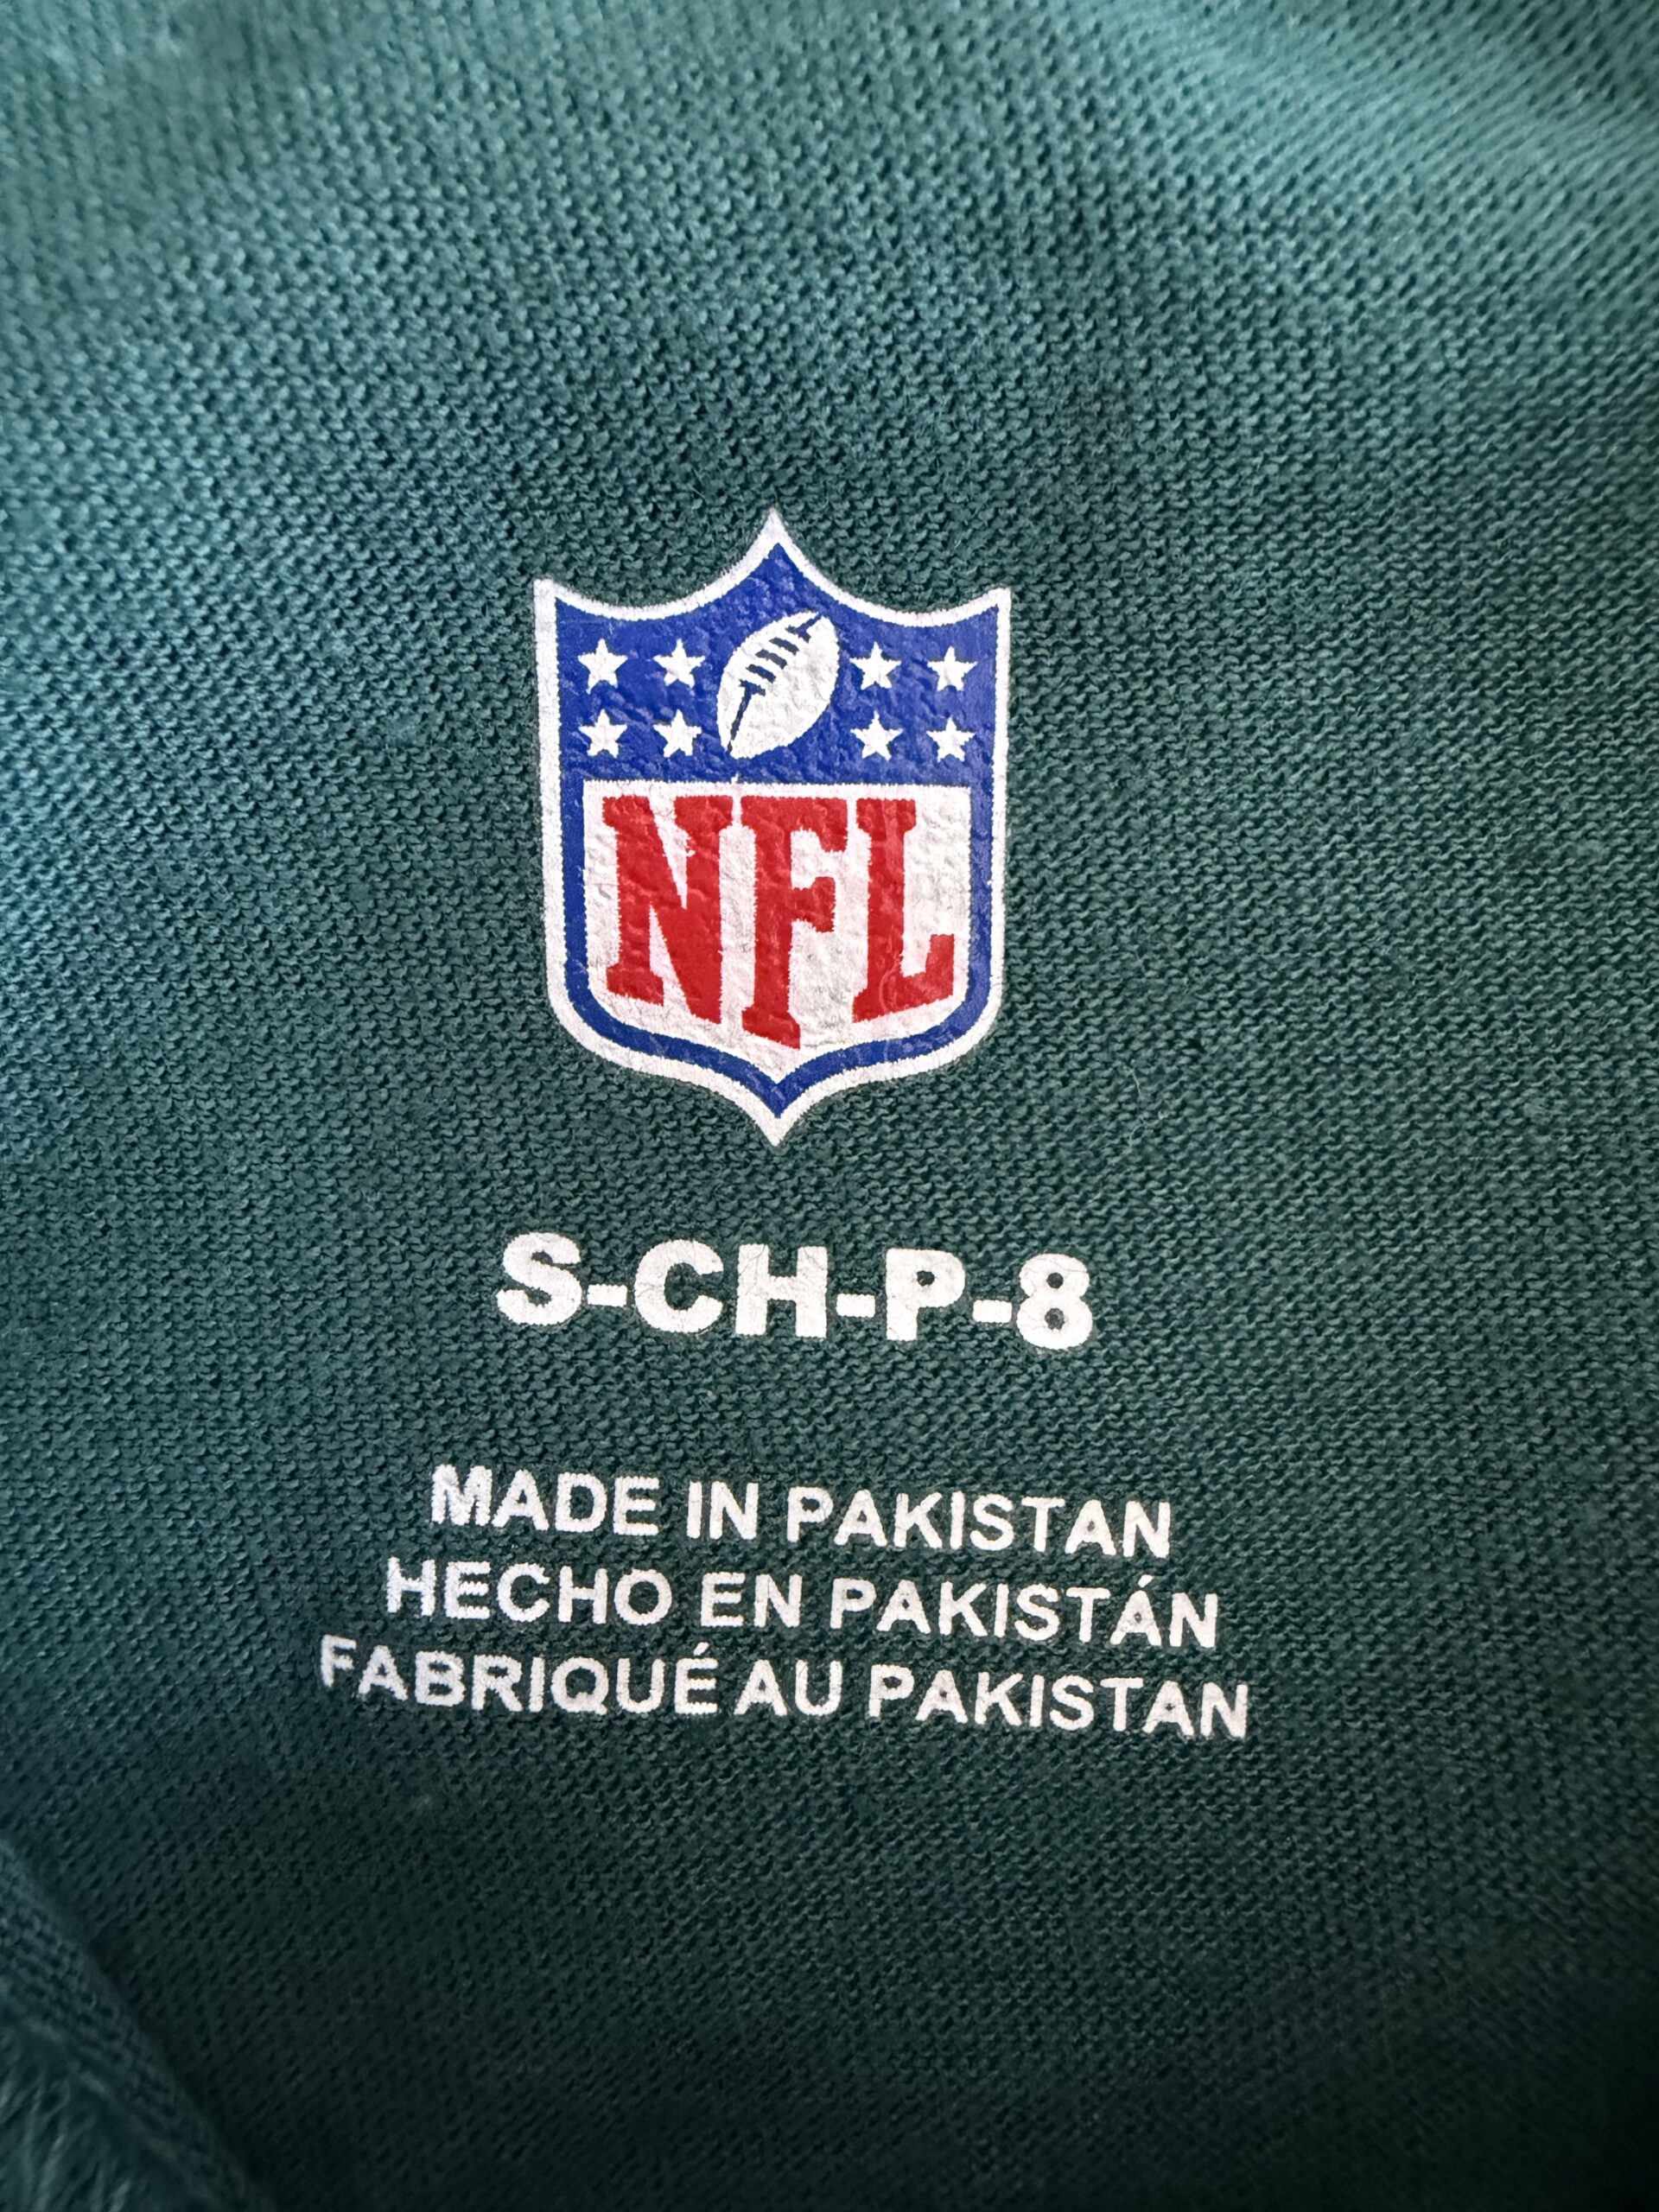 NFL
S-CH-P-8
MADE IN PAKISTAN
HECHO EN PAKISTÁN
FABRIQUÉ AU PAKISTAN